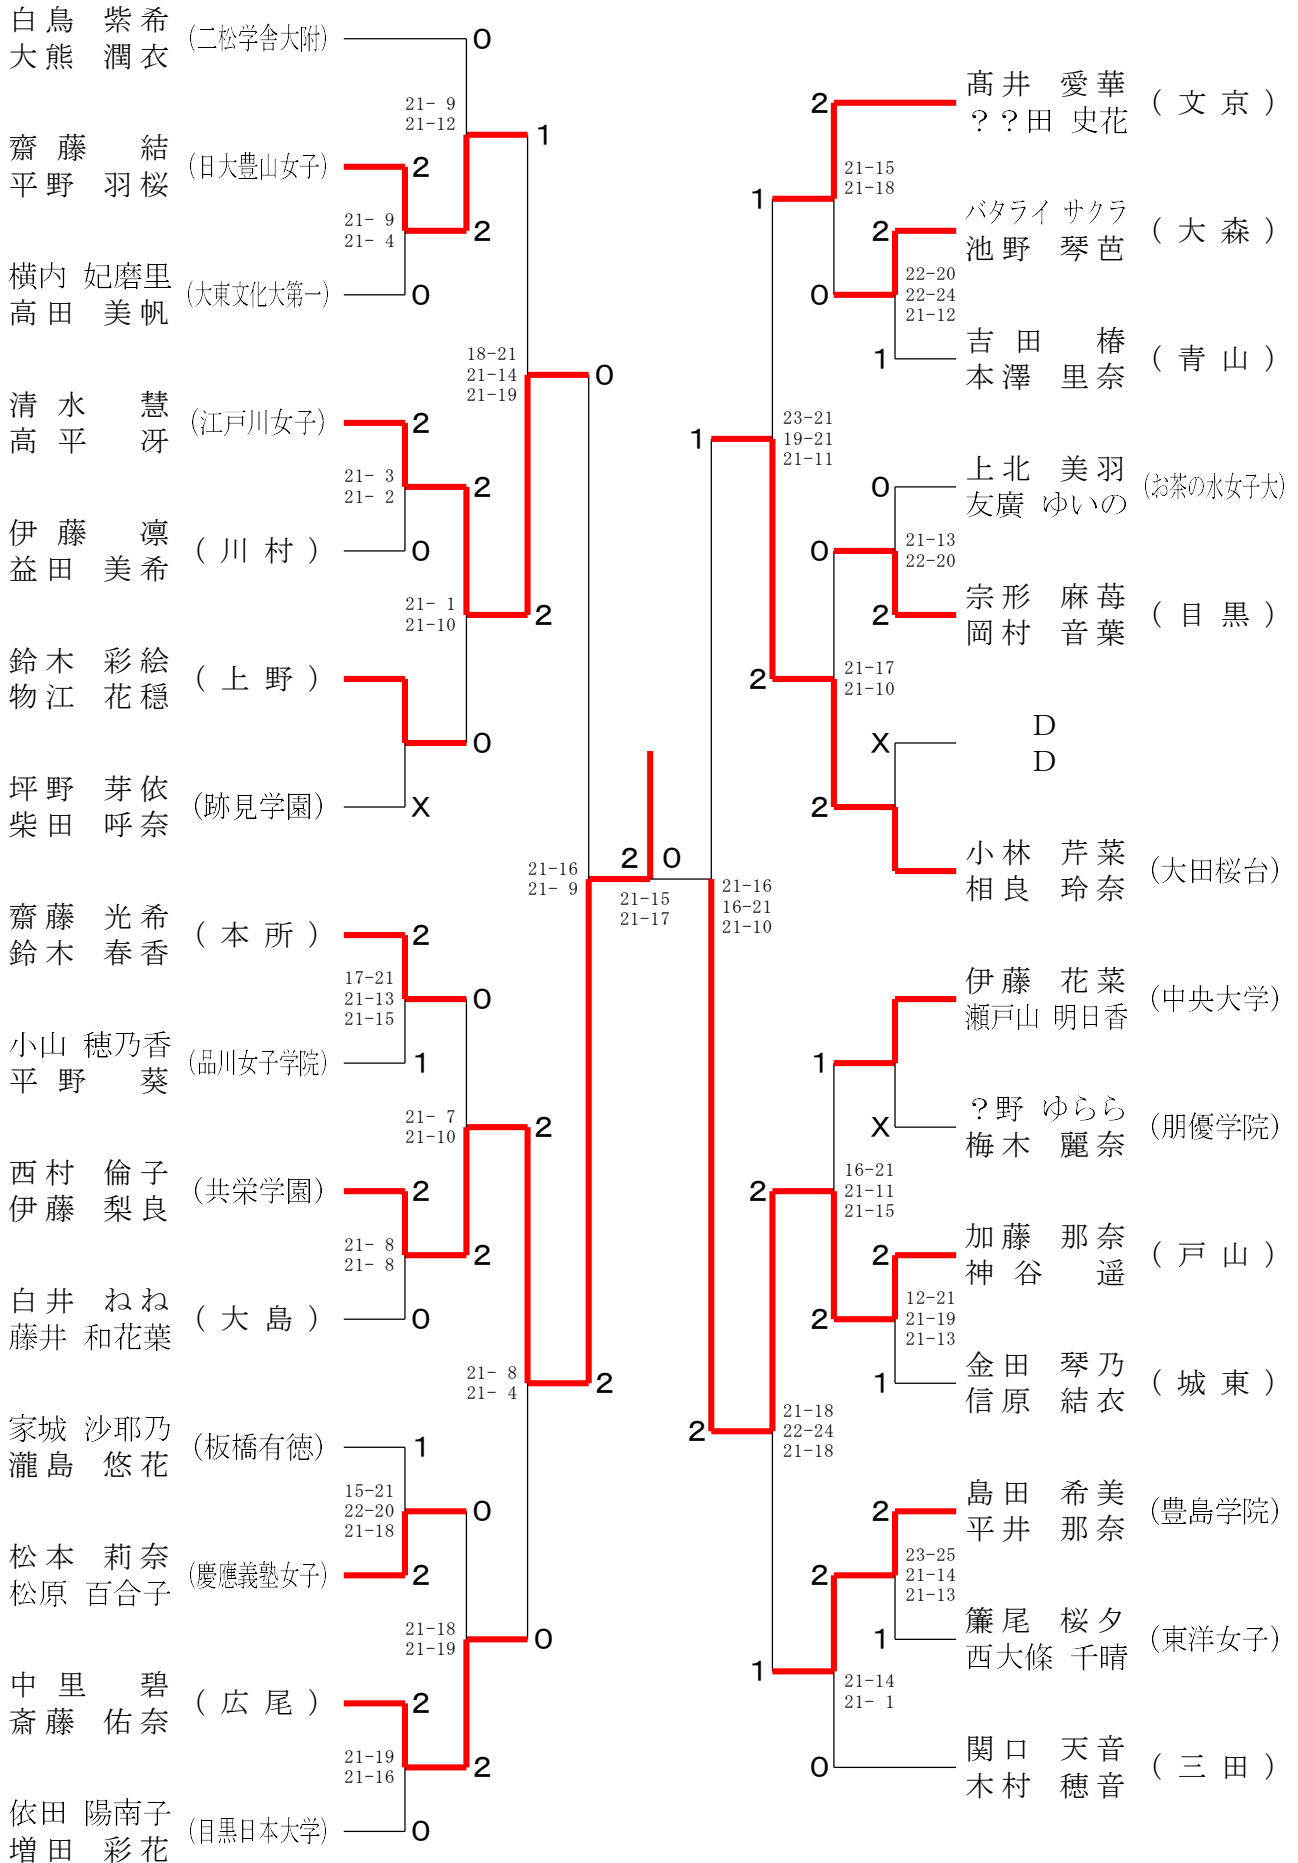 白鳥 紫希
大熊 潤衣
(二松学舎大附)
0
21- 9
21-12
1
齋藤 結
平野 羽桜
(日大豊山女子)
2
21- 9
21- 4
2
横内 妃磨里
高田 美帆
(大東文化大第一)
0
18-21
21-14
21-19
0
清水 慧
高平 冴
(江戸川女子)
2
21- 3
21- 2
2
伊藤 凛
益田 美希
(川村)
0
21- 1
21-10
2
鈴木 彩絵
物江 花穏
(上野)
0
坪野 芽依
柴田 呼奈
(跡見学園)
X
21-16
21- 9
齋藤 光希
鈴木 春香
(本所)
2
17-21
21-13
21-15
0
小山 穂乃香
平野 葵
(品川女子学院)
1
21- 7
21-10
2
西村 倫子
伊藤 梨良
(共栄学園)
2
21- 8
21- 8
2
白井 ねね
藤井 和花葉
(大島)
0
21- 8
21- 4
2
家城 沙耶乃
瀧島 悠花
(板橋有徳)
1
15-21
22-20
21-18
0
松本 莉奈
松原 百合子
(慶應義塾女子)
2
21-18
21-19
0
中里 碧
斎藤 佑奈
(広尾)
2
21-19
21-16
2
依田 陽南子
増田 彩花
(目黒日本大学)
0
2 0
21-15
21-17
2
髙井 愛華
??田 史花
(文京)
21-15
21-18
1
2
バタライ サクラ
池野 琴芭
(大森)
22-20
22-24
21-12
0
1
吉田 椿
本澤 里奈
(青山)
23-21
19-21
21-11
1
0
上北 美羽
友廣 ゆいの
(お茶の水女子大)
21-13
22-20
0
2
宗形 麻苺
岡村 音葉
(目黒)
21-17
21-10
2
X
D
D
2
小林 芹菜
相良 玲奈
(大田桜台)
21-16
16-21
21-10
伊藤 花菜
瀬戸山 明日香
(中央大学)
1
X
?野 ゆらら
梅木 麗奈
(朋優学院)
16-21
21-11
21-15
2
2
加藤 那奈
神谷 遥
(戸山)
12-21
21-19
21-13
2
1
金田 琴乃
信原 結衣
(城東)
21-18
22-24
21-18
2
2
島田 希美
平井 那奈
(豊島学院)
23-25
21-14
21-13
2
1
簾尾 桜夕
西大條 千晴
(東洋女子)
21-14
21- 1
1
0
関口 天音
木村 穂音
(三田)